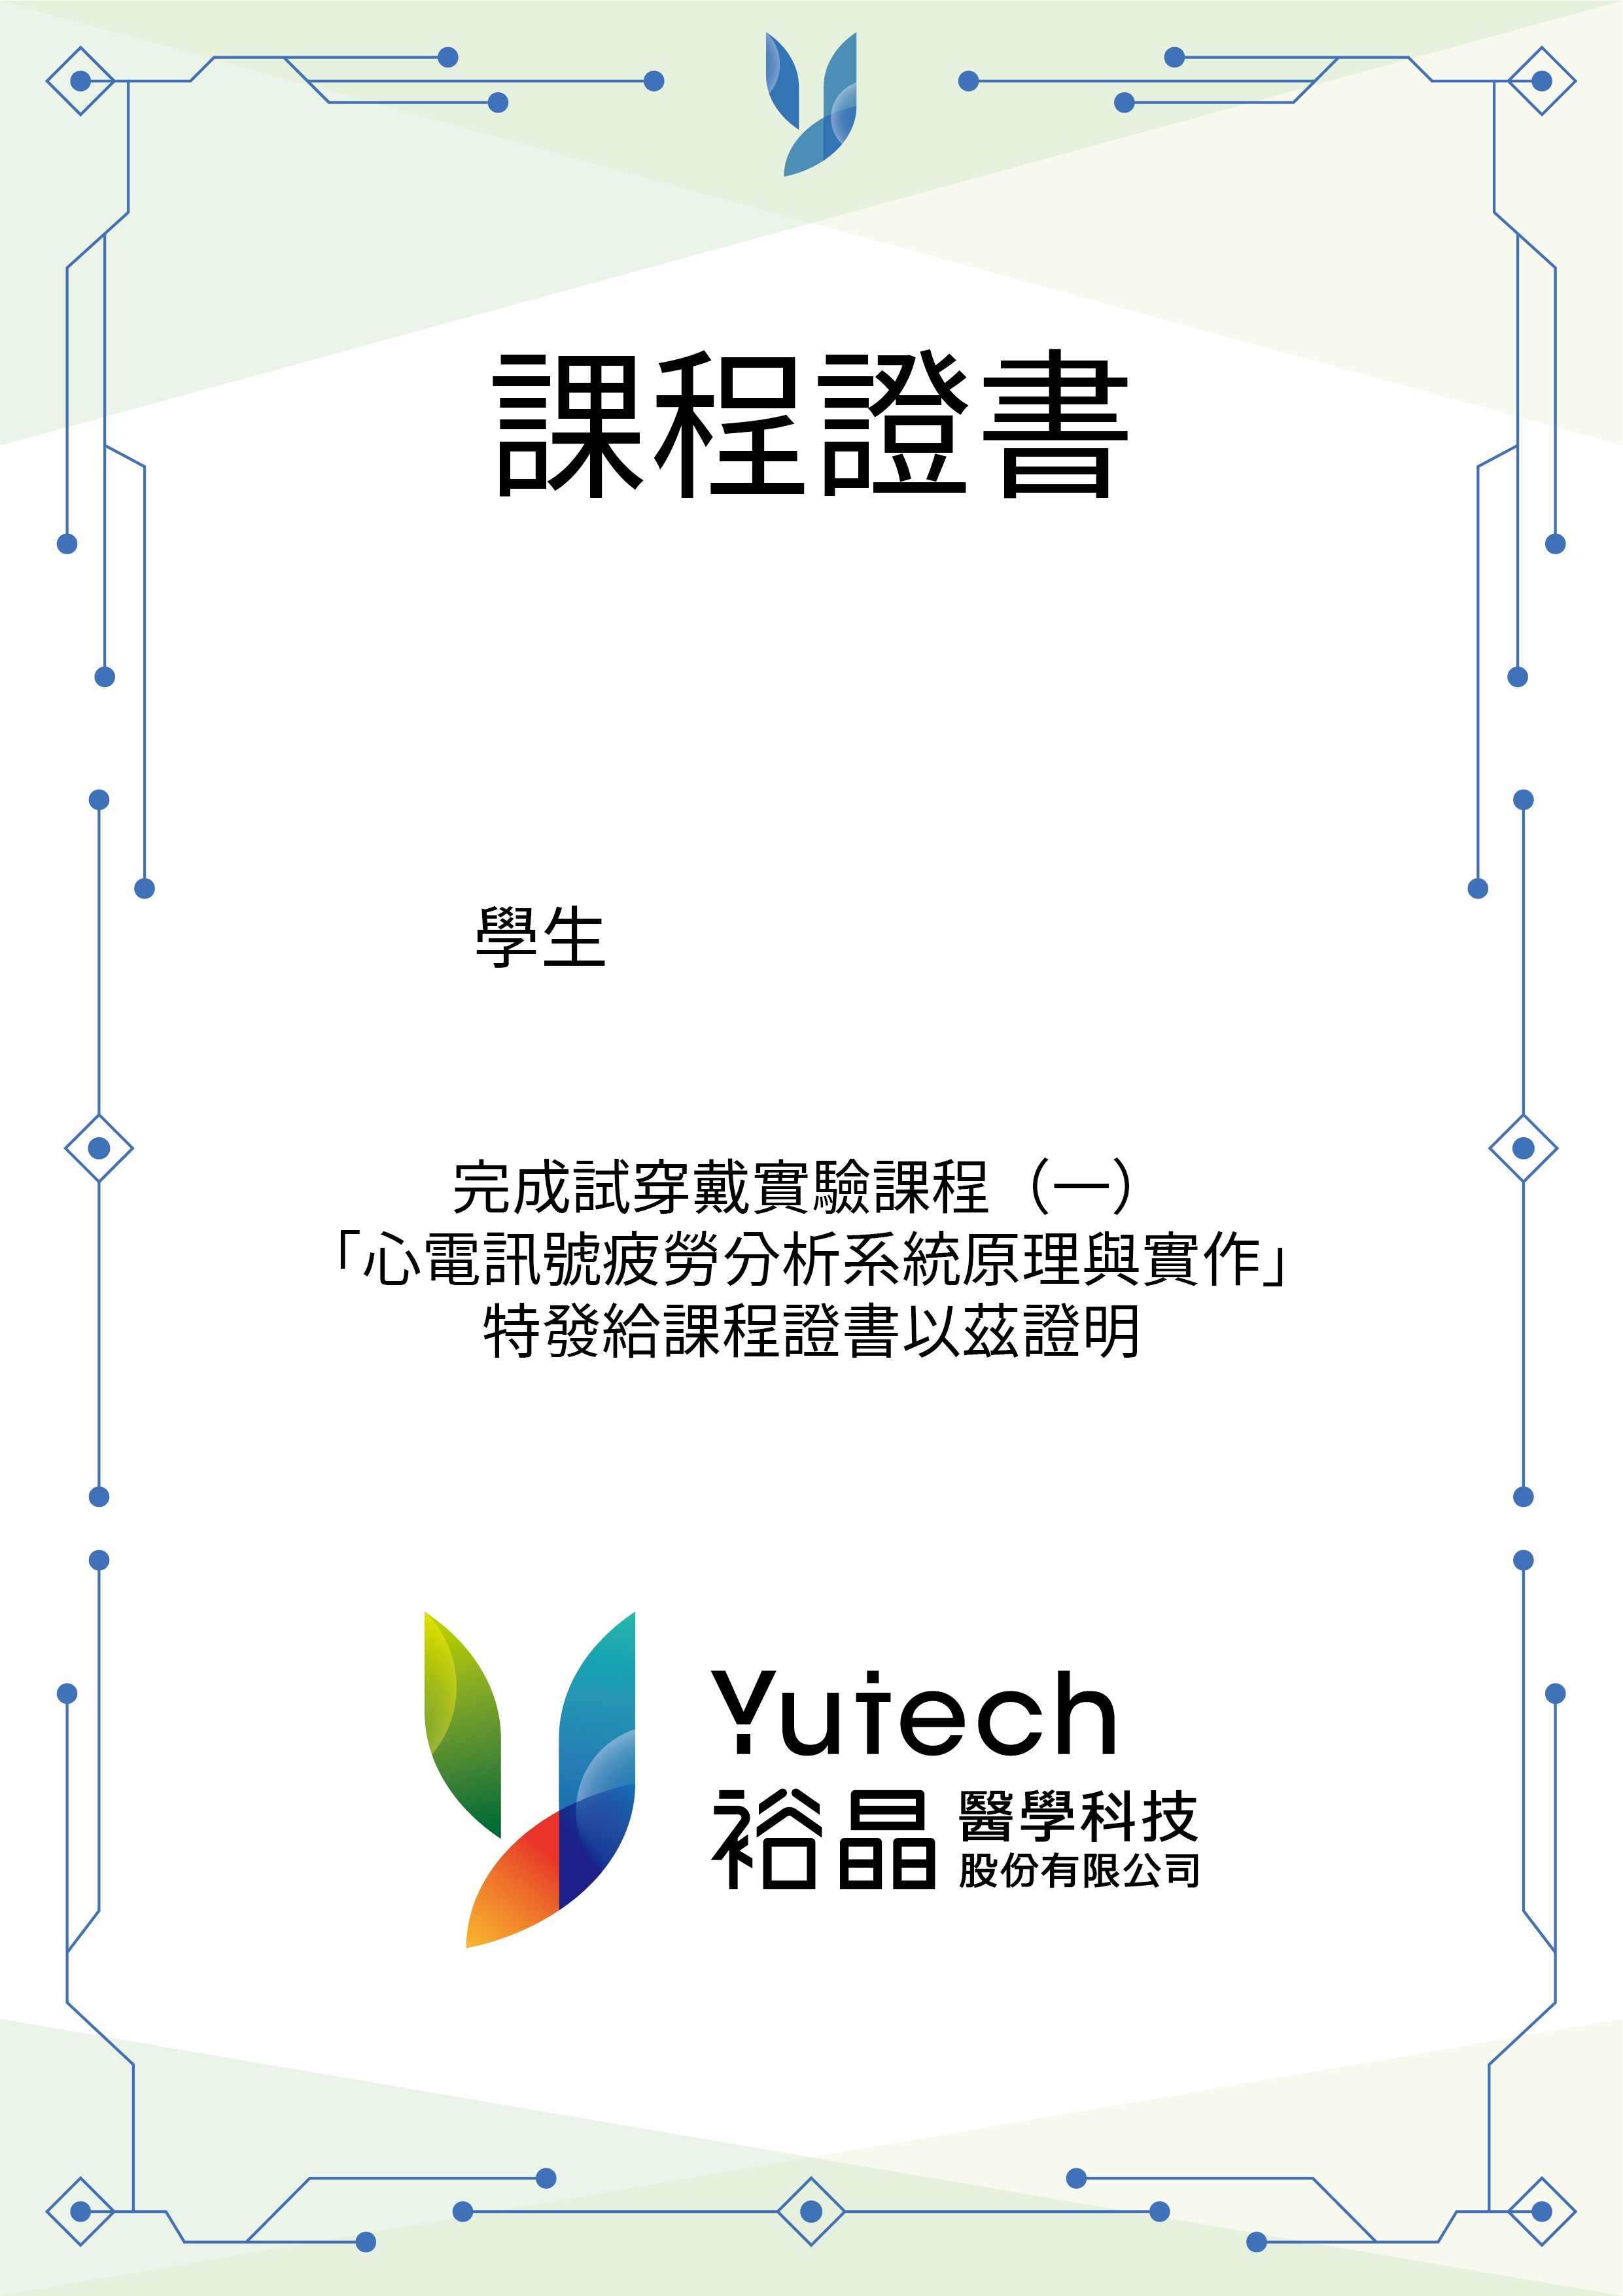 課程證書
學生
完成試穿戴實驗課程（一）
「心電訊號疲勞分析系統原理與實作」
特發給課程證書以茲證明
Yutech
裕晶 醫學科技
股份有限公司